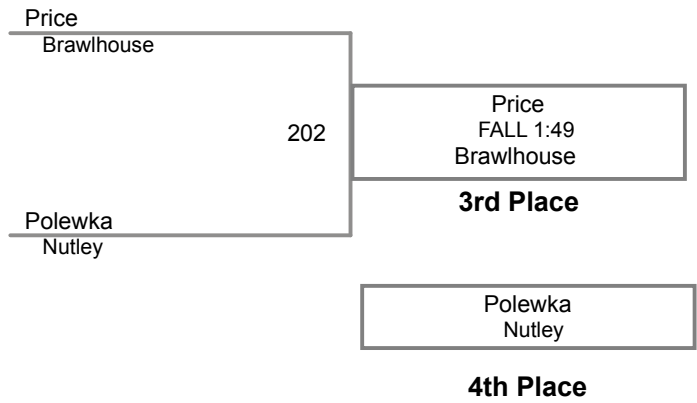 Price
Brawlhouse
202
Price
FALL 1:49
Brawlhouse
3rd Place
Polewka
Nutley
Polewka
Nutley
4th Place